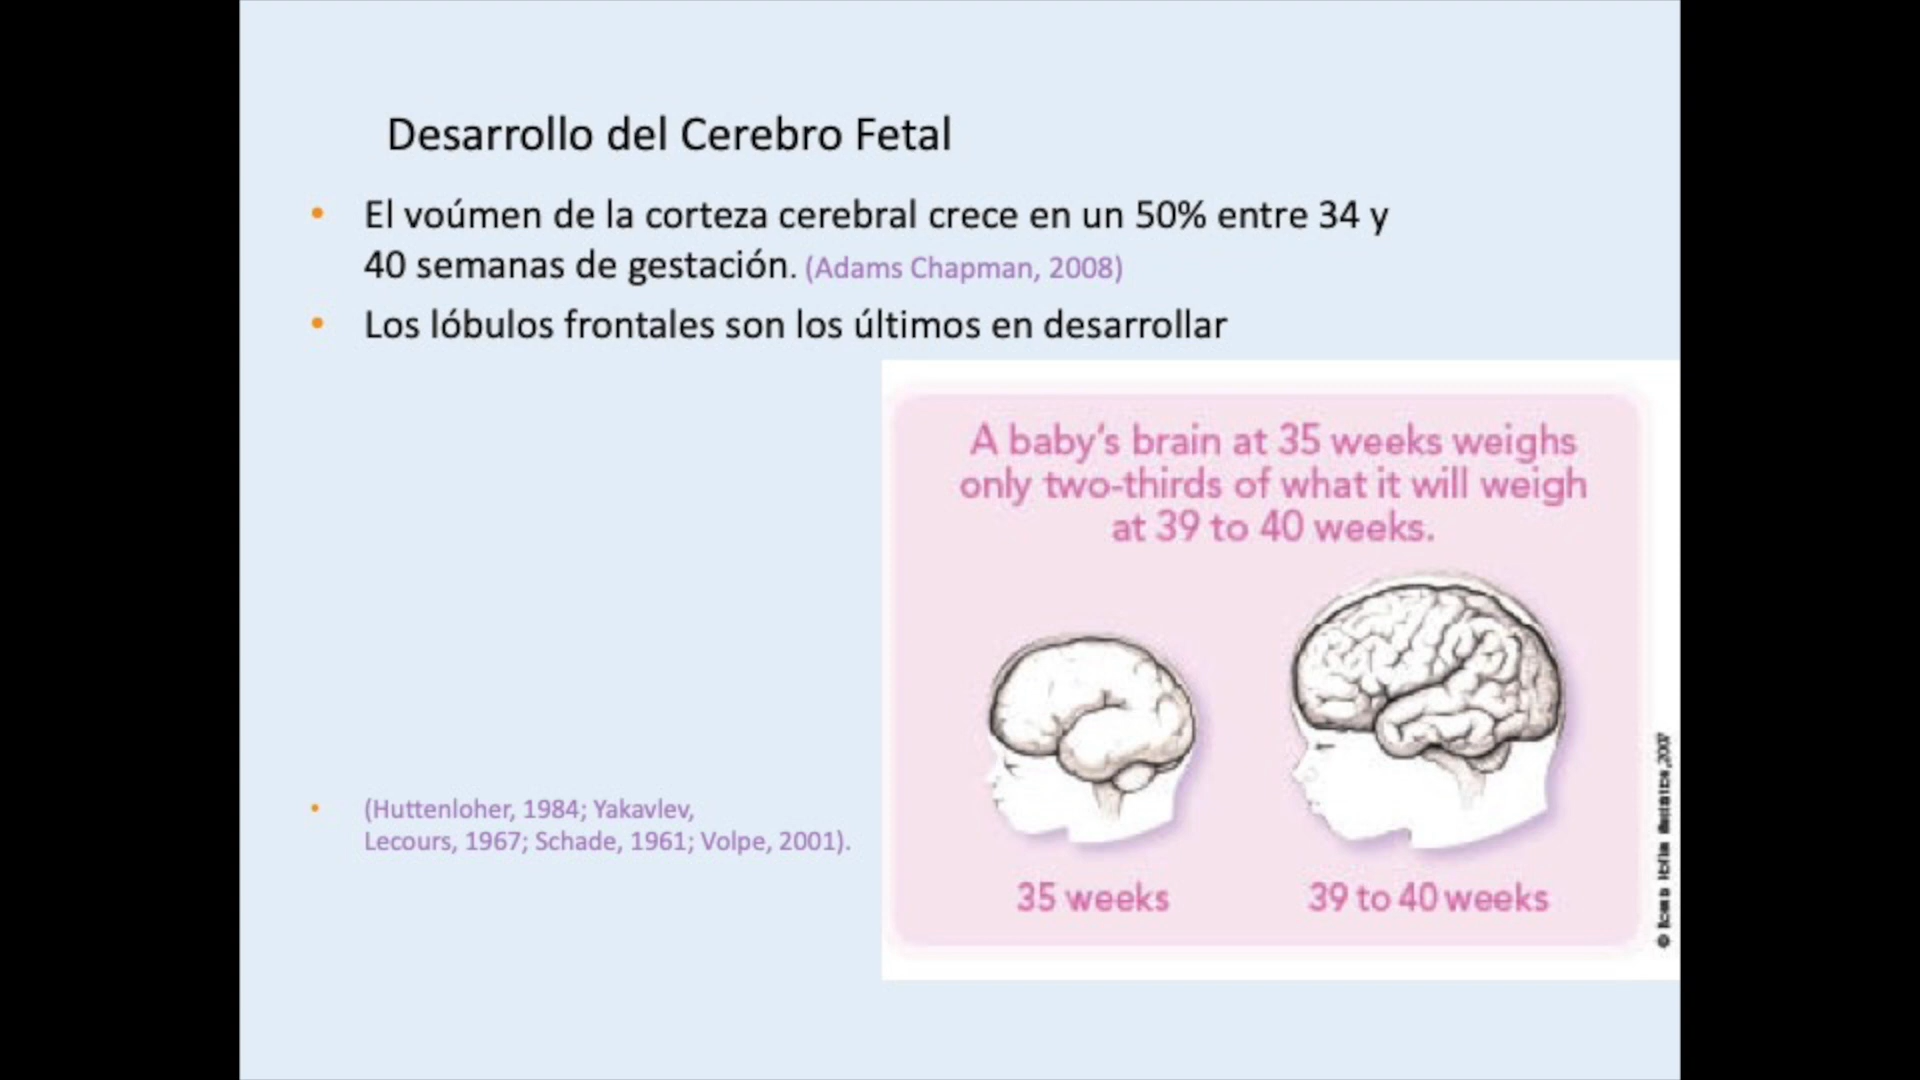 Desarrollo del Cerebro Fetal
• El voúmen de la corteza cerebral crece en un 50% entre 34 y
40 semanas de gestación. (Adams Chapman, 2008)
• Los lóbulos frontales son los últimos en desarrollar
A baby's brain at 35 weeks weighs
only two-thirds of what it will weigh
at 39 to 40 weeks.
35 weeks
39 to 40 weeks
• (Huttenloher, 1984; Yakavlev,
Lecours, 1967; Schade, 1961; Volpe, 2001).